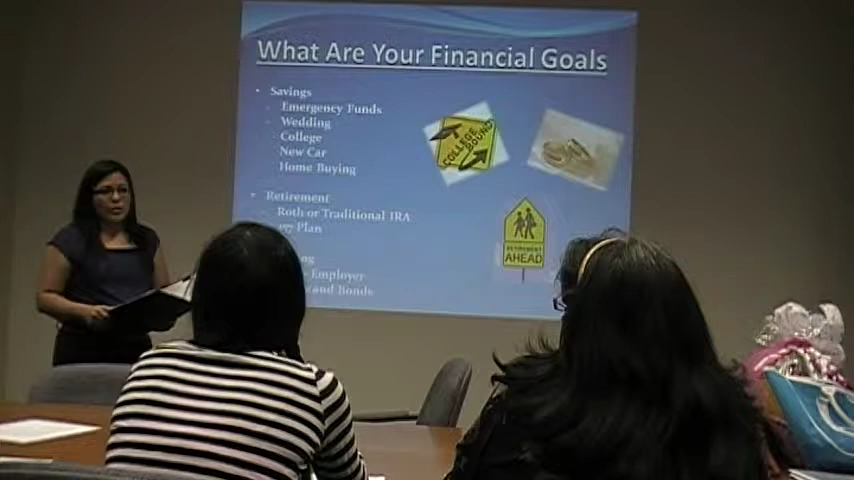 What Are Your Financial Goals
• Savings
- Emergency Funds
- Wedding
College
New Car
Home Buying
• Retirement
Roth or Traditional IRA
Plan
Employer
and Bonds
COLLEGE
BOUND
RETIREMENT
AHEAD